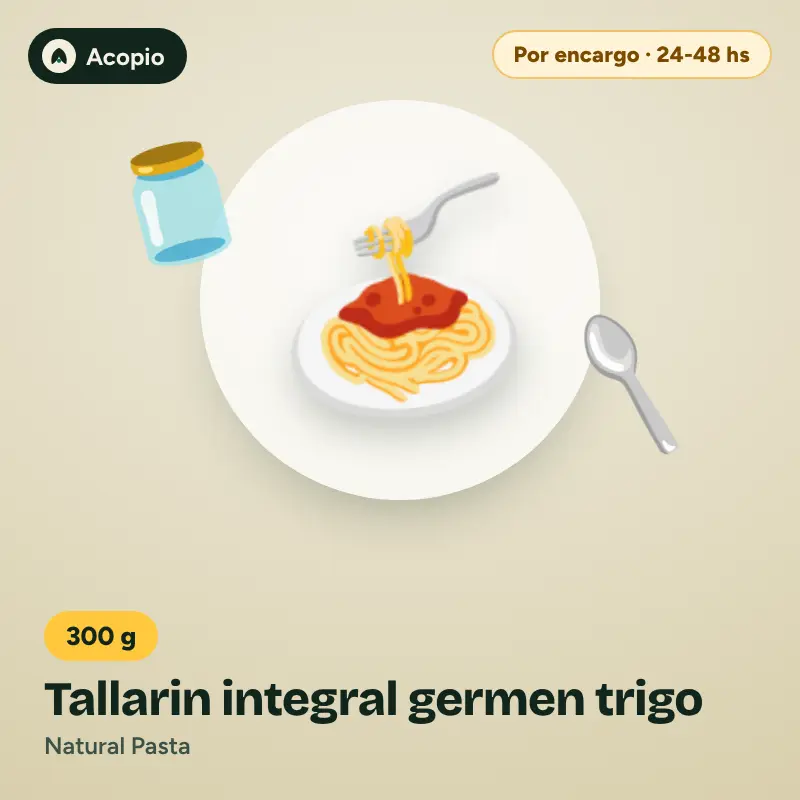 Acopio
Por encargo · 24-48 hs
300 g
Tallarin integral germen trigo
Natural Pasta